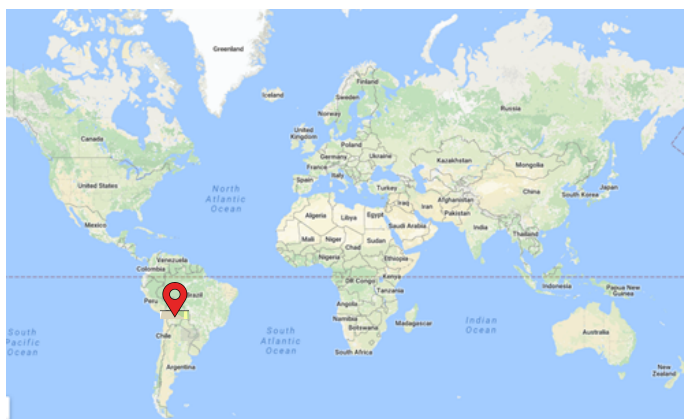 Greenland
Iceland
Finland
Sweden
Norway
Russia
United
Kingdom
Canada
Poland
Germany
Ukraine
France
Kazakhstan
Mongolia
Italy
Spain
Turkey
United States
North
Atlantic
Ocean
China
South Korea
Japan
Iraq
Iran
Afghanistan
Pakistan
Algeria
Libya
Egypt
Saudi Arabia
India
Mexico
Mali
Niger
Chad
Sudan
Thailand
Nigeria
Ethiopia
Venezuela
Colombia
Kenya
DR Congo
Tanzania
Indonesia
Papua New
Guinea
Brazil
Peru
Angola
Namibia
Botswana
Madagascar
Indian
Ocean
South
Pacific
Ocean
Chile
South
Atlantic
Ocean
Australia
South Africa
Argentina
New
Zealand